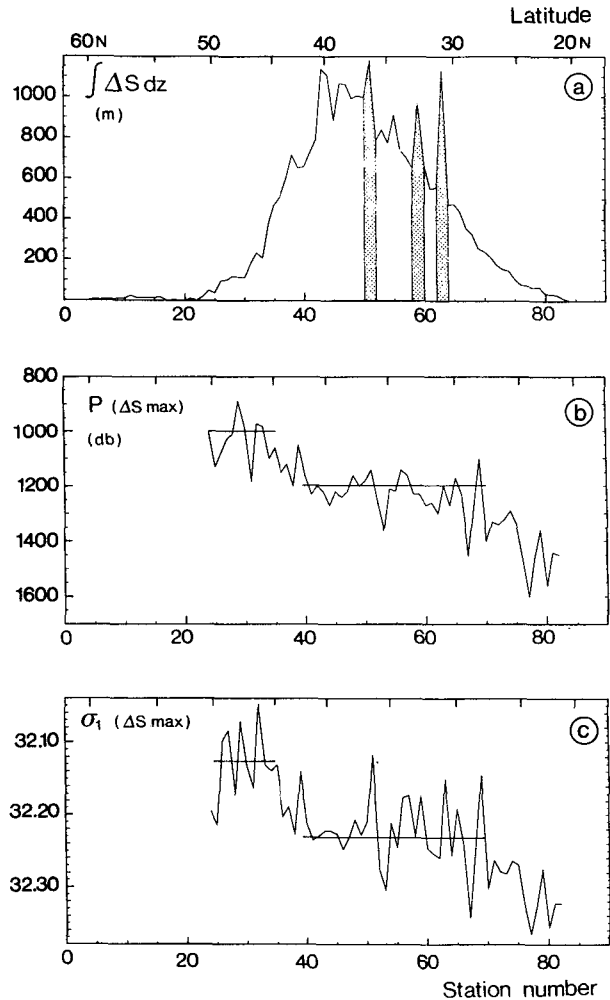 Latitude
60N 50 40 30 20N
∫ΔS dz
(m)
a
1000
800
600
400
200
0 20 40 60 80
800
P (ΔS max)
b
(db)
1000
1200
1400
1600
0 20 40 60 80
σ₁ (ΔS max)
c
32.10
32.20
32.30
0 20 40 60 80
Station number